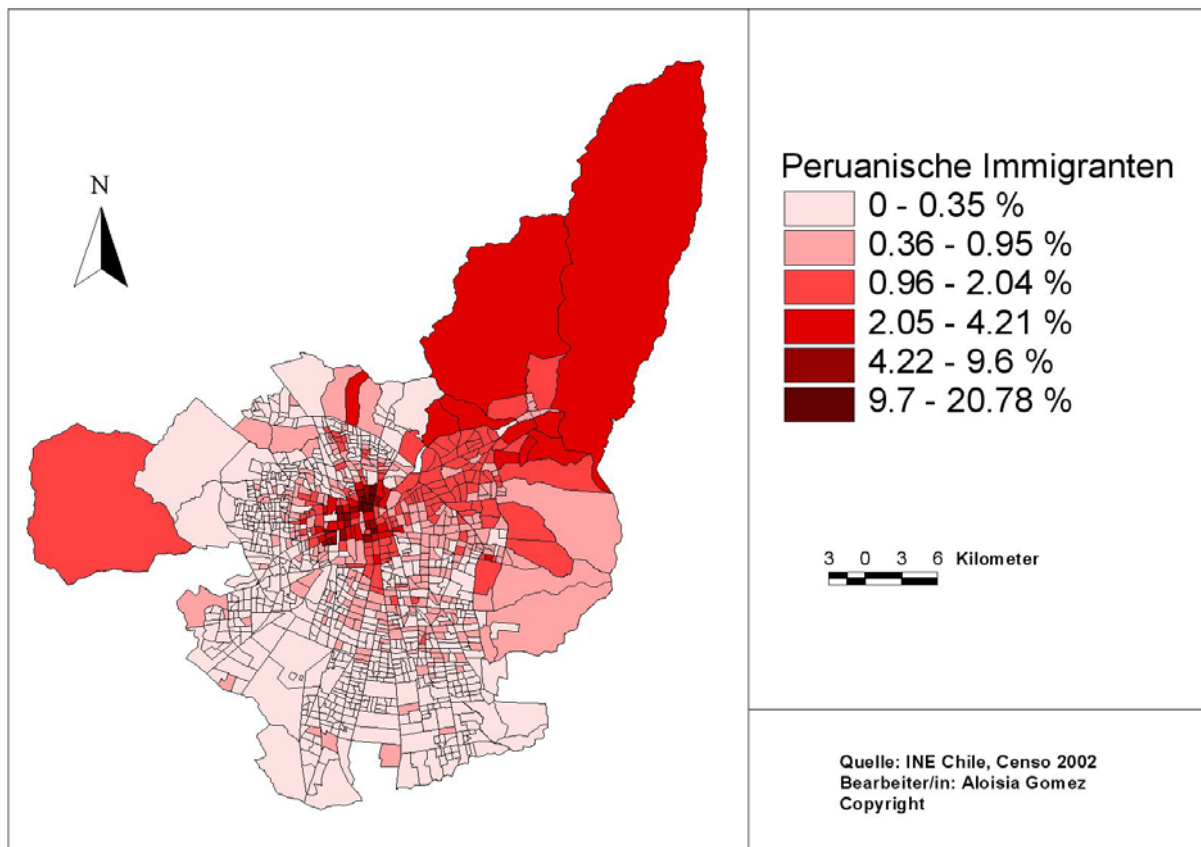 N
Peruanische Immigranten
0 - 0.35 %
0.36 - 0.95 %
0.96 - 2.04 %
2.05 - 4.21 %
4.22 - 9.6 %
9.7 - 20.78 %
3 0 3 6 Kilometer
Quelle: INE Chile, Censo 2002
Bearbeiter/in: Aloisia Gomez
Copyright